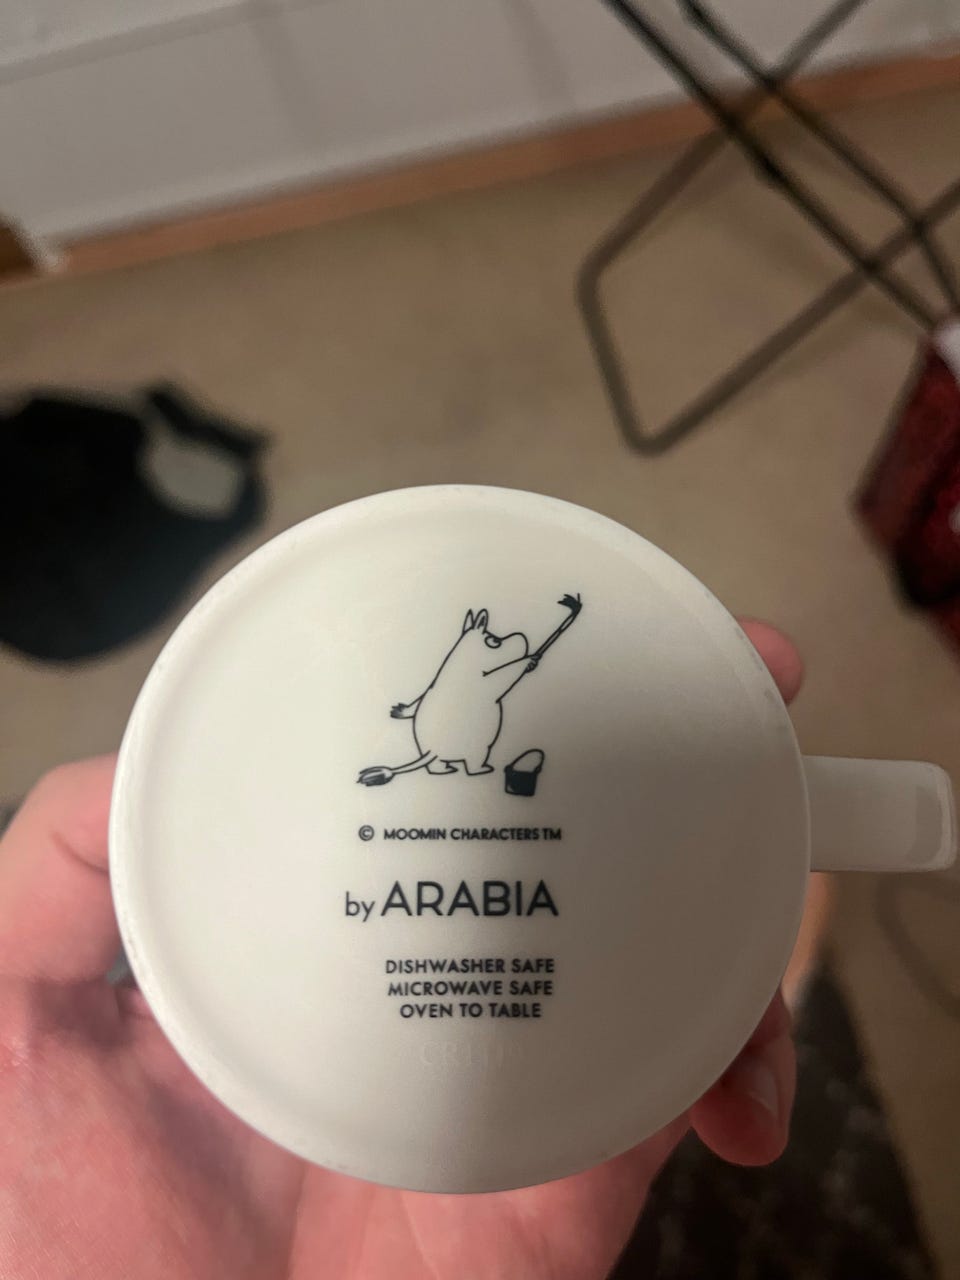 © MOOMIN CHARACTERS TM
by ARABIA
DISHWASHER SAFE
MICROWAVE SAFE
OVEN TO TABLE